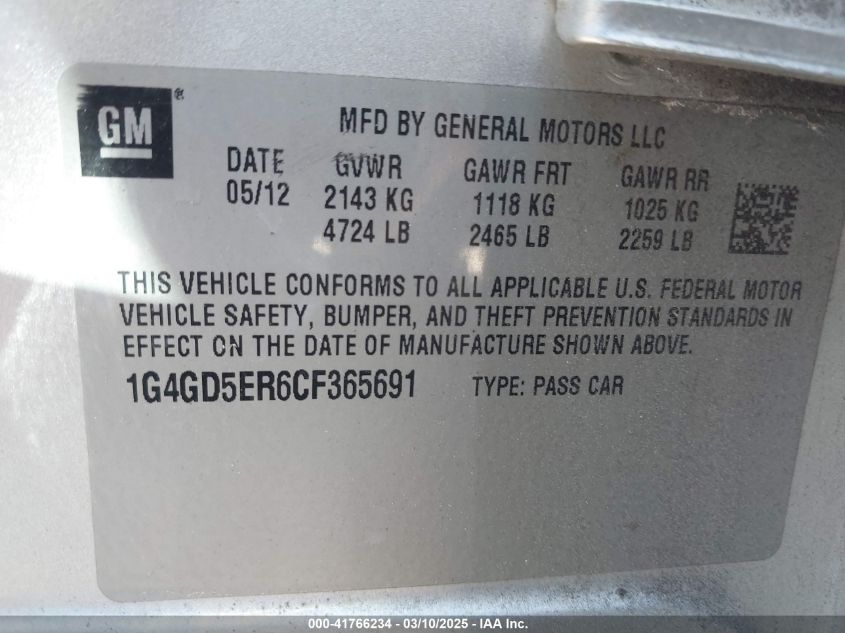 GM®
MFD BY GENERAL MOTORS LLC
DATE GVWR GAWR FRT GAWR RR
05/12 2143 KG 1118 KG 1025 KG
4724 LB 2465 LB 2259 LB
THIS VEHICLE CONFORMS TO ALL APPLICABLE U.S. FEDERAL MOTOR
VEHICLE SAFETY, BUMPER, AND THEFT PREVENTION STANDARDS IN
EFFECT ON THE DATE OF MANUFACTURE SHOWN ABOVE.
1G4GD5ER6CF365691 TYPE: PASS CAR
000-41766234 - 03/10/2025 - IAA Inc.